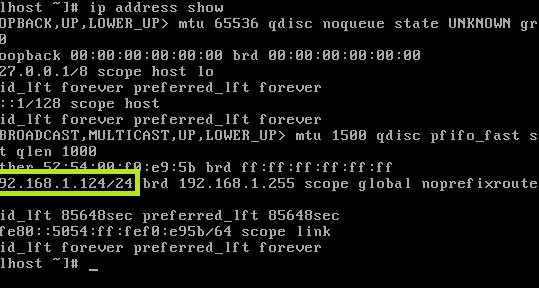 lhost ~]# ip address show
OPBACK,UP,LOWER_UP> mtu 65536 qdisc noqueue state UNKNOWN gr
0
oopback 00:00:00:00:00:00 brd 00:00:00:00:00:00
27.0.0.1/8 scope host lo
id_lft forever preferred_lft forever
::1/128 scope host
id_lft forever preferred_lft forever
BROADCAST,MULTICAST,UP,LOWER_UP> mtu 1500 qdisc pfifo_fast s
t qlen 1000
ther 52:54:00:f0:e9:5b brd ff:ff:ff:ff:ff:ff
92.168.1.124/24 brd 192.168.1.255 scope global noprefixroute
id_lft 85648sec preferred_lft 85648sec
fe80::5054:ff:fef0:e95b/64 scope link
id_lft forever preferred_lft forever
lhost ~]# _